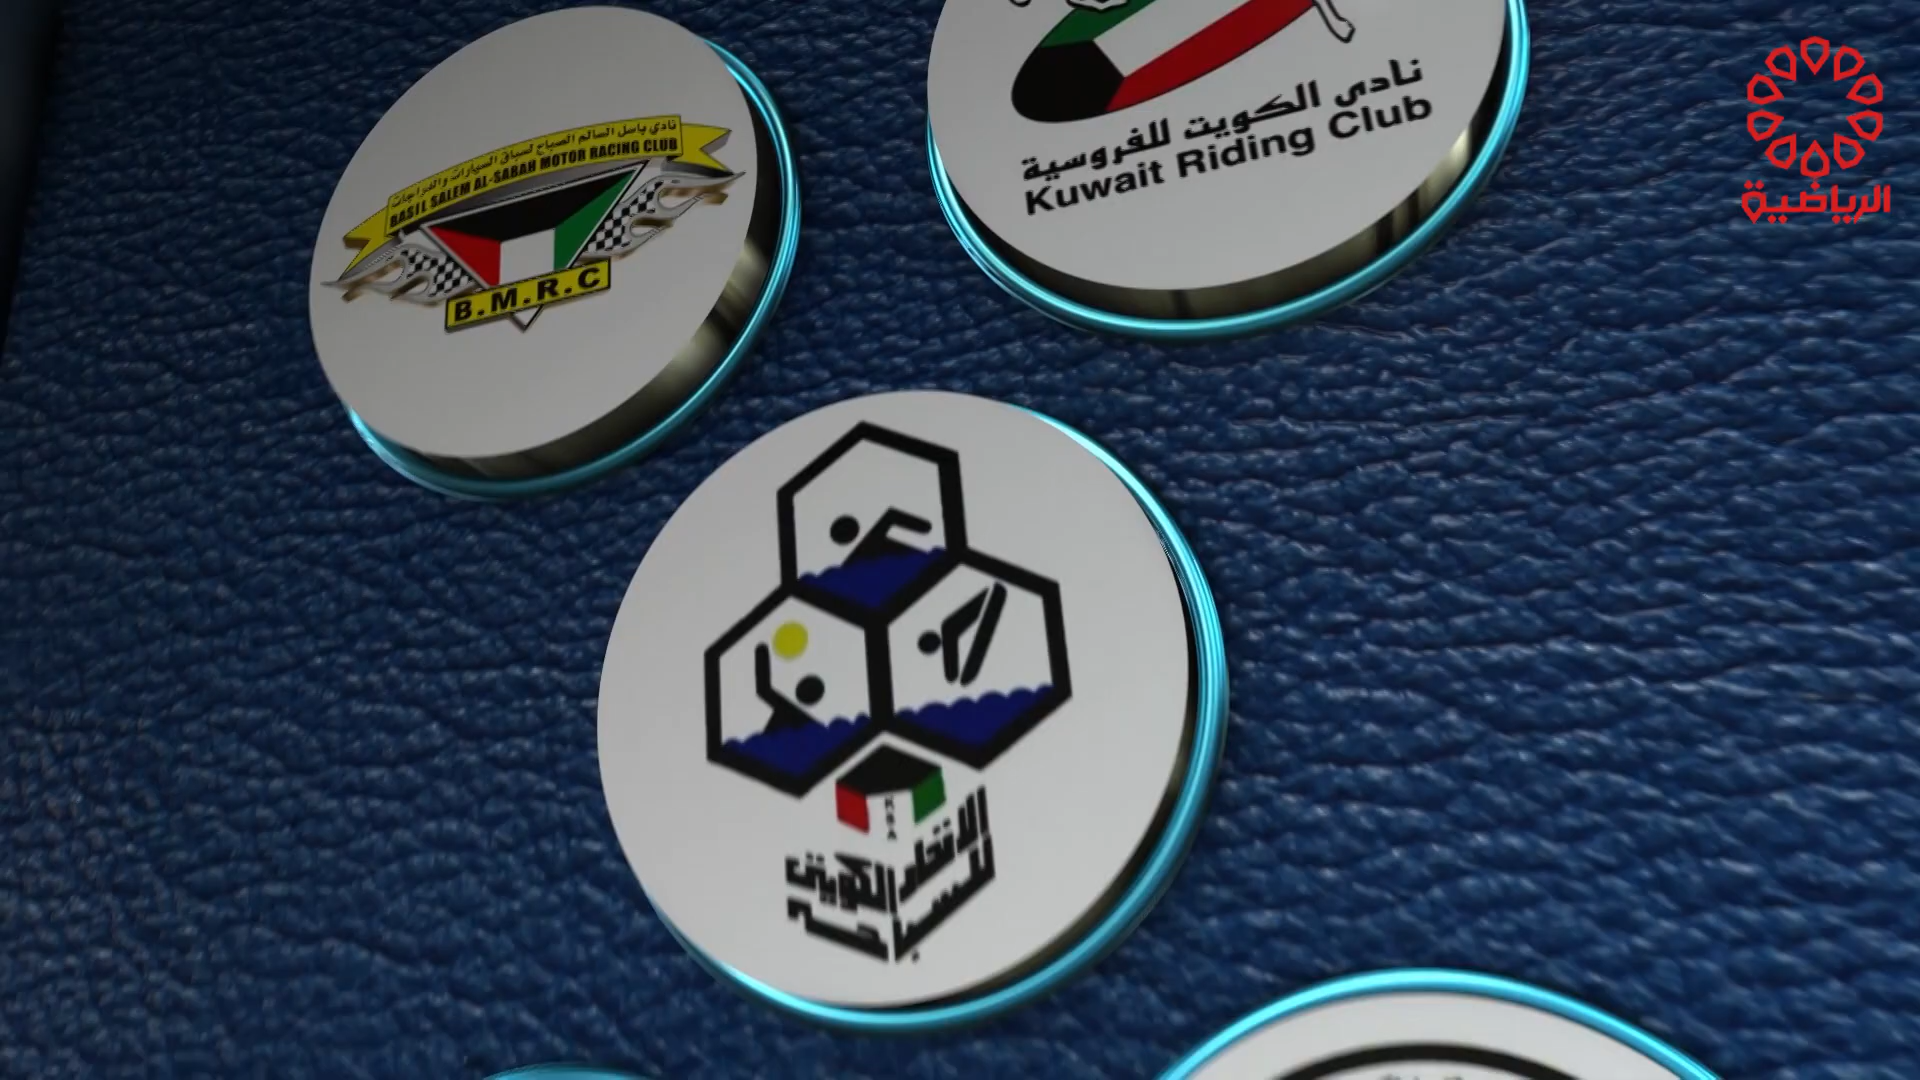 نادي باسل السالم الصباح لسباق السيارات والدراجات
BASIL SALEM AL-SABAH MOTOR RACING CLUB
B.M.R.C
نادي الكويت للفروسية
Kuwait Riding Club
الرياضية
الاتحاد الكويتي
للسباحة